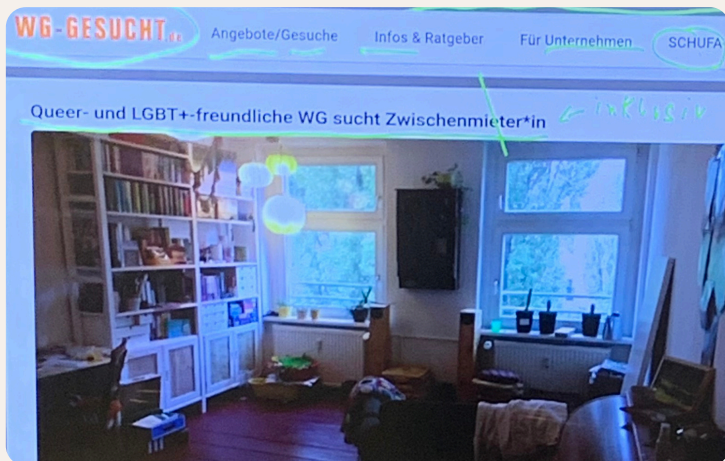 WG-GESUCHT.de
Angebote/Gesuche Infos & Ratgeber Für Unternehmen SCHUFA
Queer- und LGBT+-freundliche WG sucht Zwischenmieter*in ← inklusiv